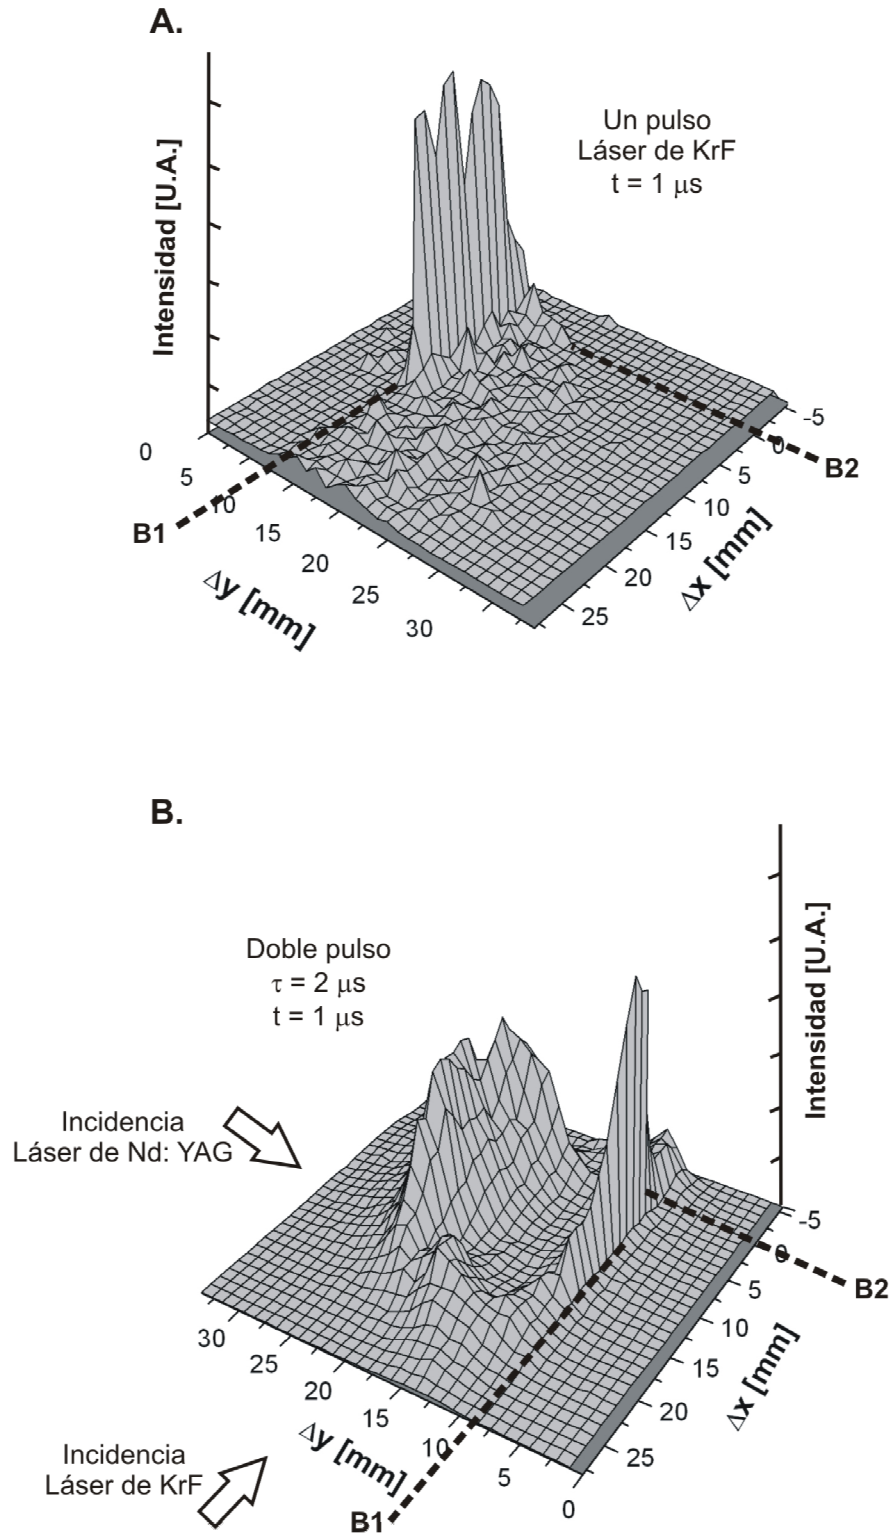 A.
Intensidad [U.A.]
Un pulso
Láser de KrF
t = 1 μs
0
5
10
15
20
25
30
Δy [mm]
-5
0
5
10
15
20
25
Δx [mm]
B1
B2
B.
Doble pulso
τ = 2 μs
t = 1 μs
Intensidad [U.A.]
Incidencia
Láser de Nd: YAG
-5
0
5
10
15
20
25
Δx [mm]
B2
30
25
20
15
10
5
0
Δy [mm]
Incidencia
Láser de KrF
B1